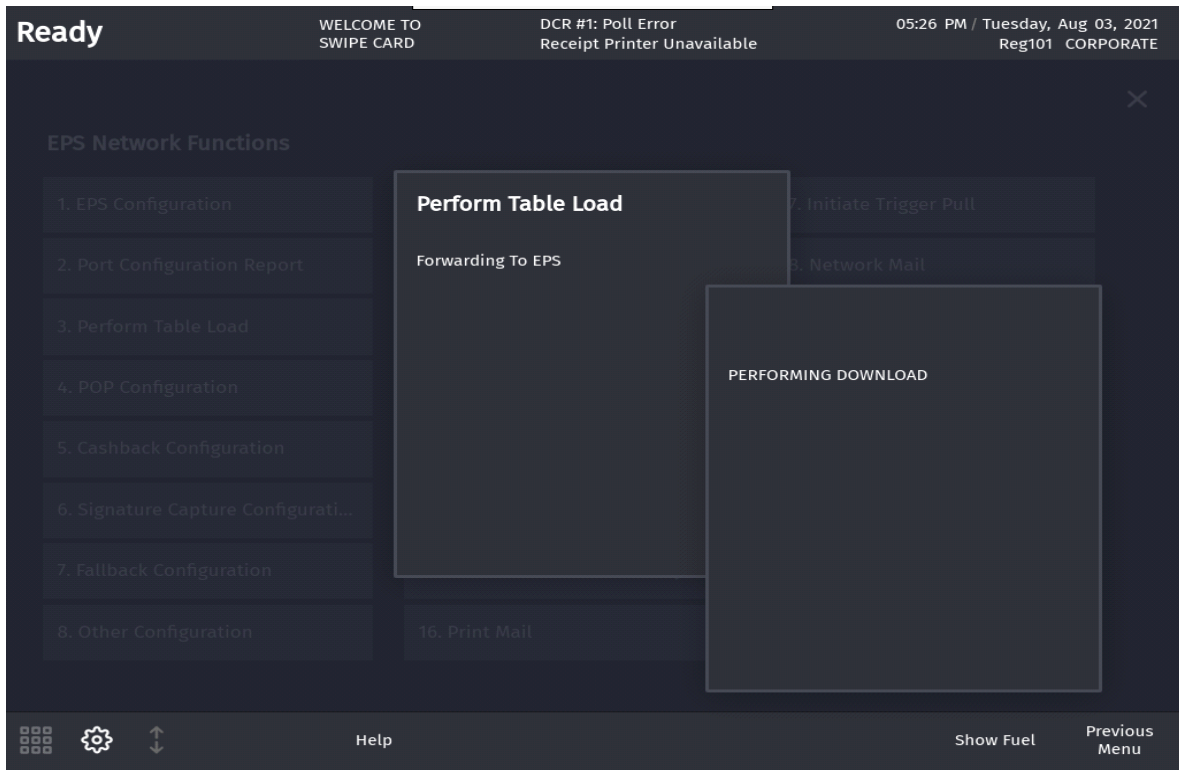 Ready
WELCOME TO
SWIPE CARD
DCR #1: Poll Error
Receipt Printer Unavailable
05:26 PM / Tuesday, Aug 03, 2021
Reg101 CORPORATE
EPS Network Functions
1. EPS Configuration
2. Port Configuration Report
3. Perform Table Load
4. POP Configuration
5. Cashback Configuration
6. Signature Capture Configurati...
7. Fallback Configuration
8. Other Configuration
16. Print Mail
7. Initiate Trigger Pull
8. Network Mail
Perform Table Load
Forwarding To EPS
PERFORMING DOWNLOAD
Help
Show Fuel
Previous
Menu